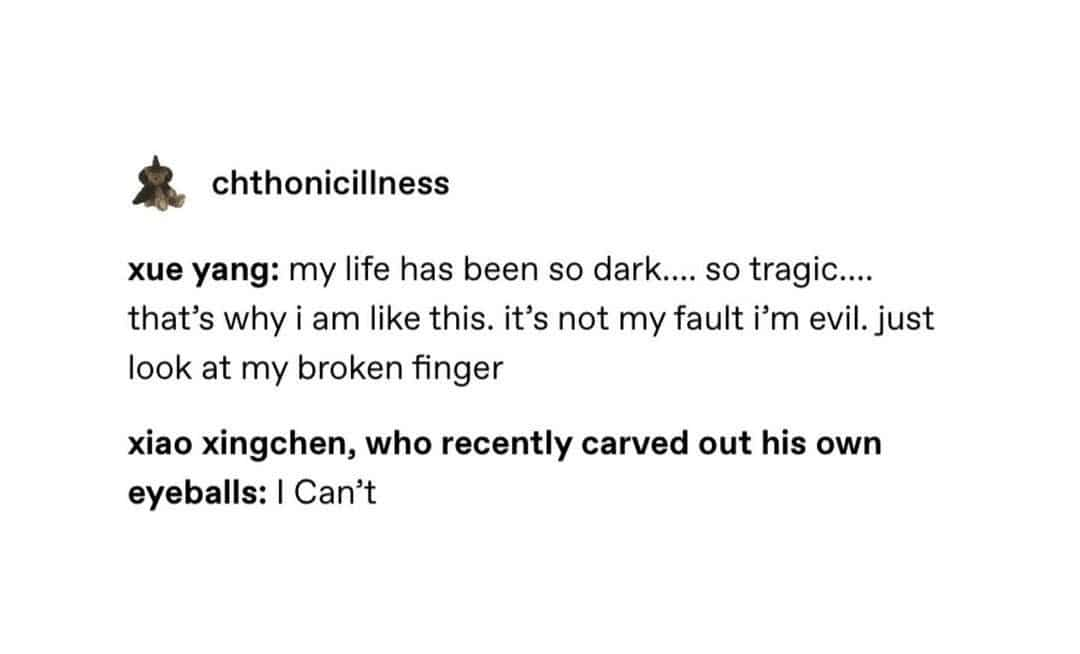 chthonicillness
xue yang: my life has been so dark.... so tragic....
that’s why i am like this. it’s not my fault i’m evil. just
look at my broken finger
xiao xingchen, who recently carved out his own
eyeballs: I Can’t